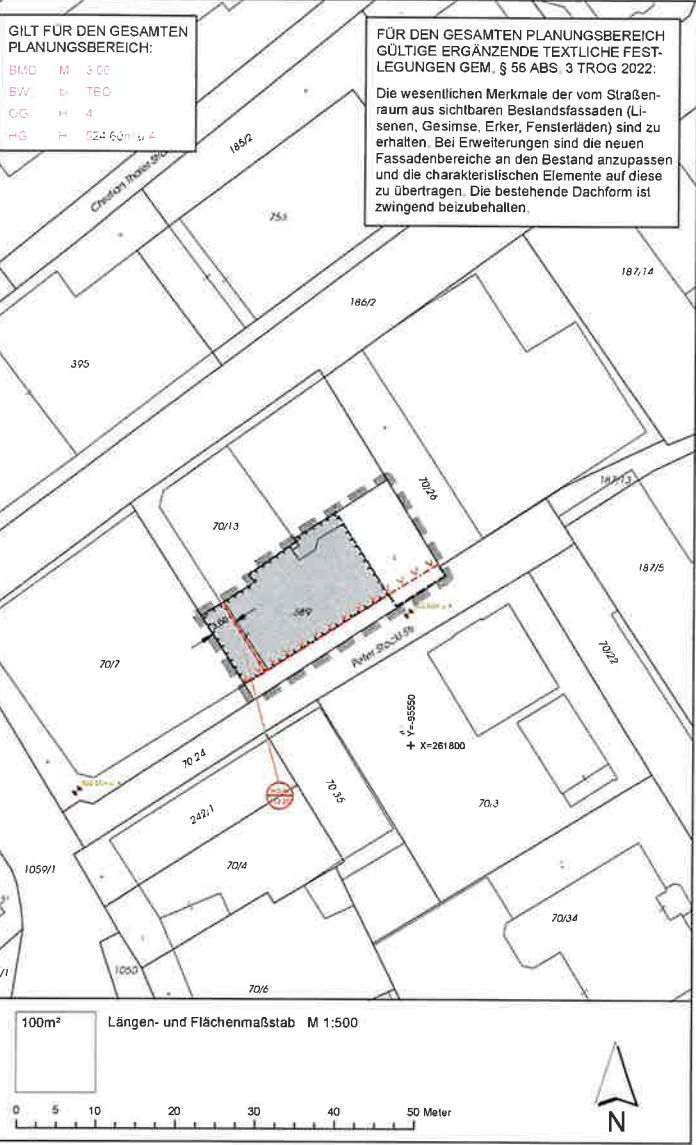 GILT FÜR DEN GESAMTEN
PLANUNGSBEREICH:
BMD M 3.00
BW b TBO
OG H 4
HG H 524.60
FÜR DEN GESAMTEN PLANUNGSBEREICH
GÜLTIGE ERGÄNZENDE TEXTLICHE FEST-
LEGUNGEN GEM. § 56 ABS. 3 TROG 2022:
Die wesentlichen Merkmale der vom Straßen-
raum aus sichtbaren Bestandsfassaden (Li-
senen, Gesimse, Erker, Fensterläden) sind zu
erhalten. Bei Erweiterungen sind die neuen
Fassadenbereiche an den Bestand anzupassen
und die charakteristischen Elemente auf diese
zu übertragen. Die bestehende Dachform ist
zwingend beizubehalten.
185/2
753
187/14
186/2
395
70/26
187/13
70/13
187/5
589
70/7
70/22
Y=-95550
X=261800
70 24
70 35
242/1
70/3
1059/1
70/4
70/34
1060
70/6
/1
100m² Längen- und Flächenmaßstab M 1:500
0 5 10 20 30 40 50 Meter
N